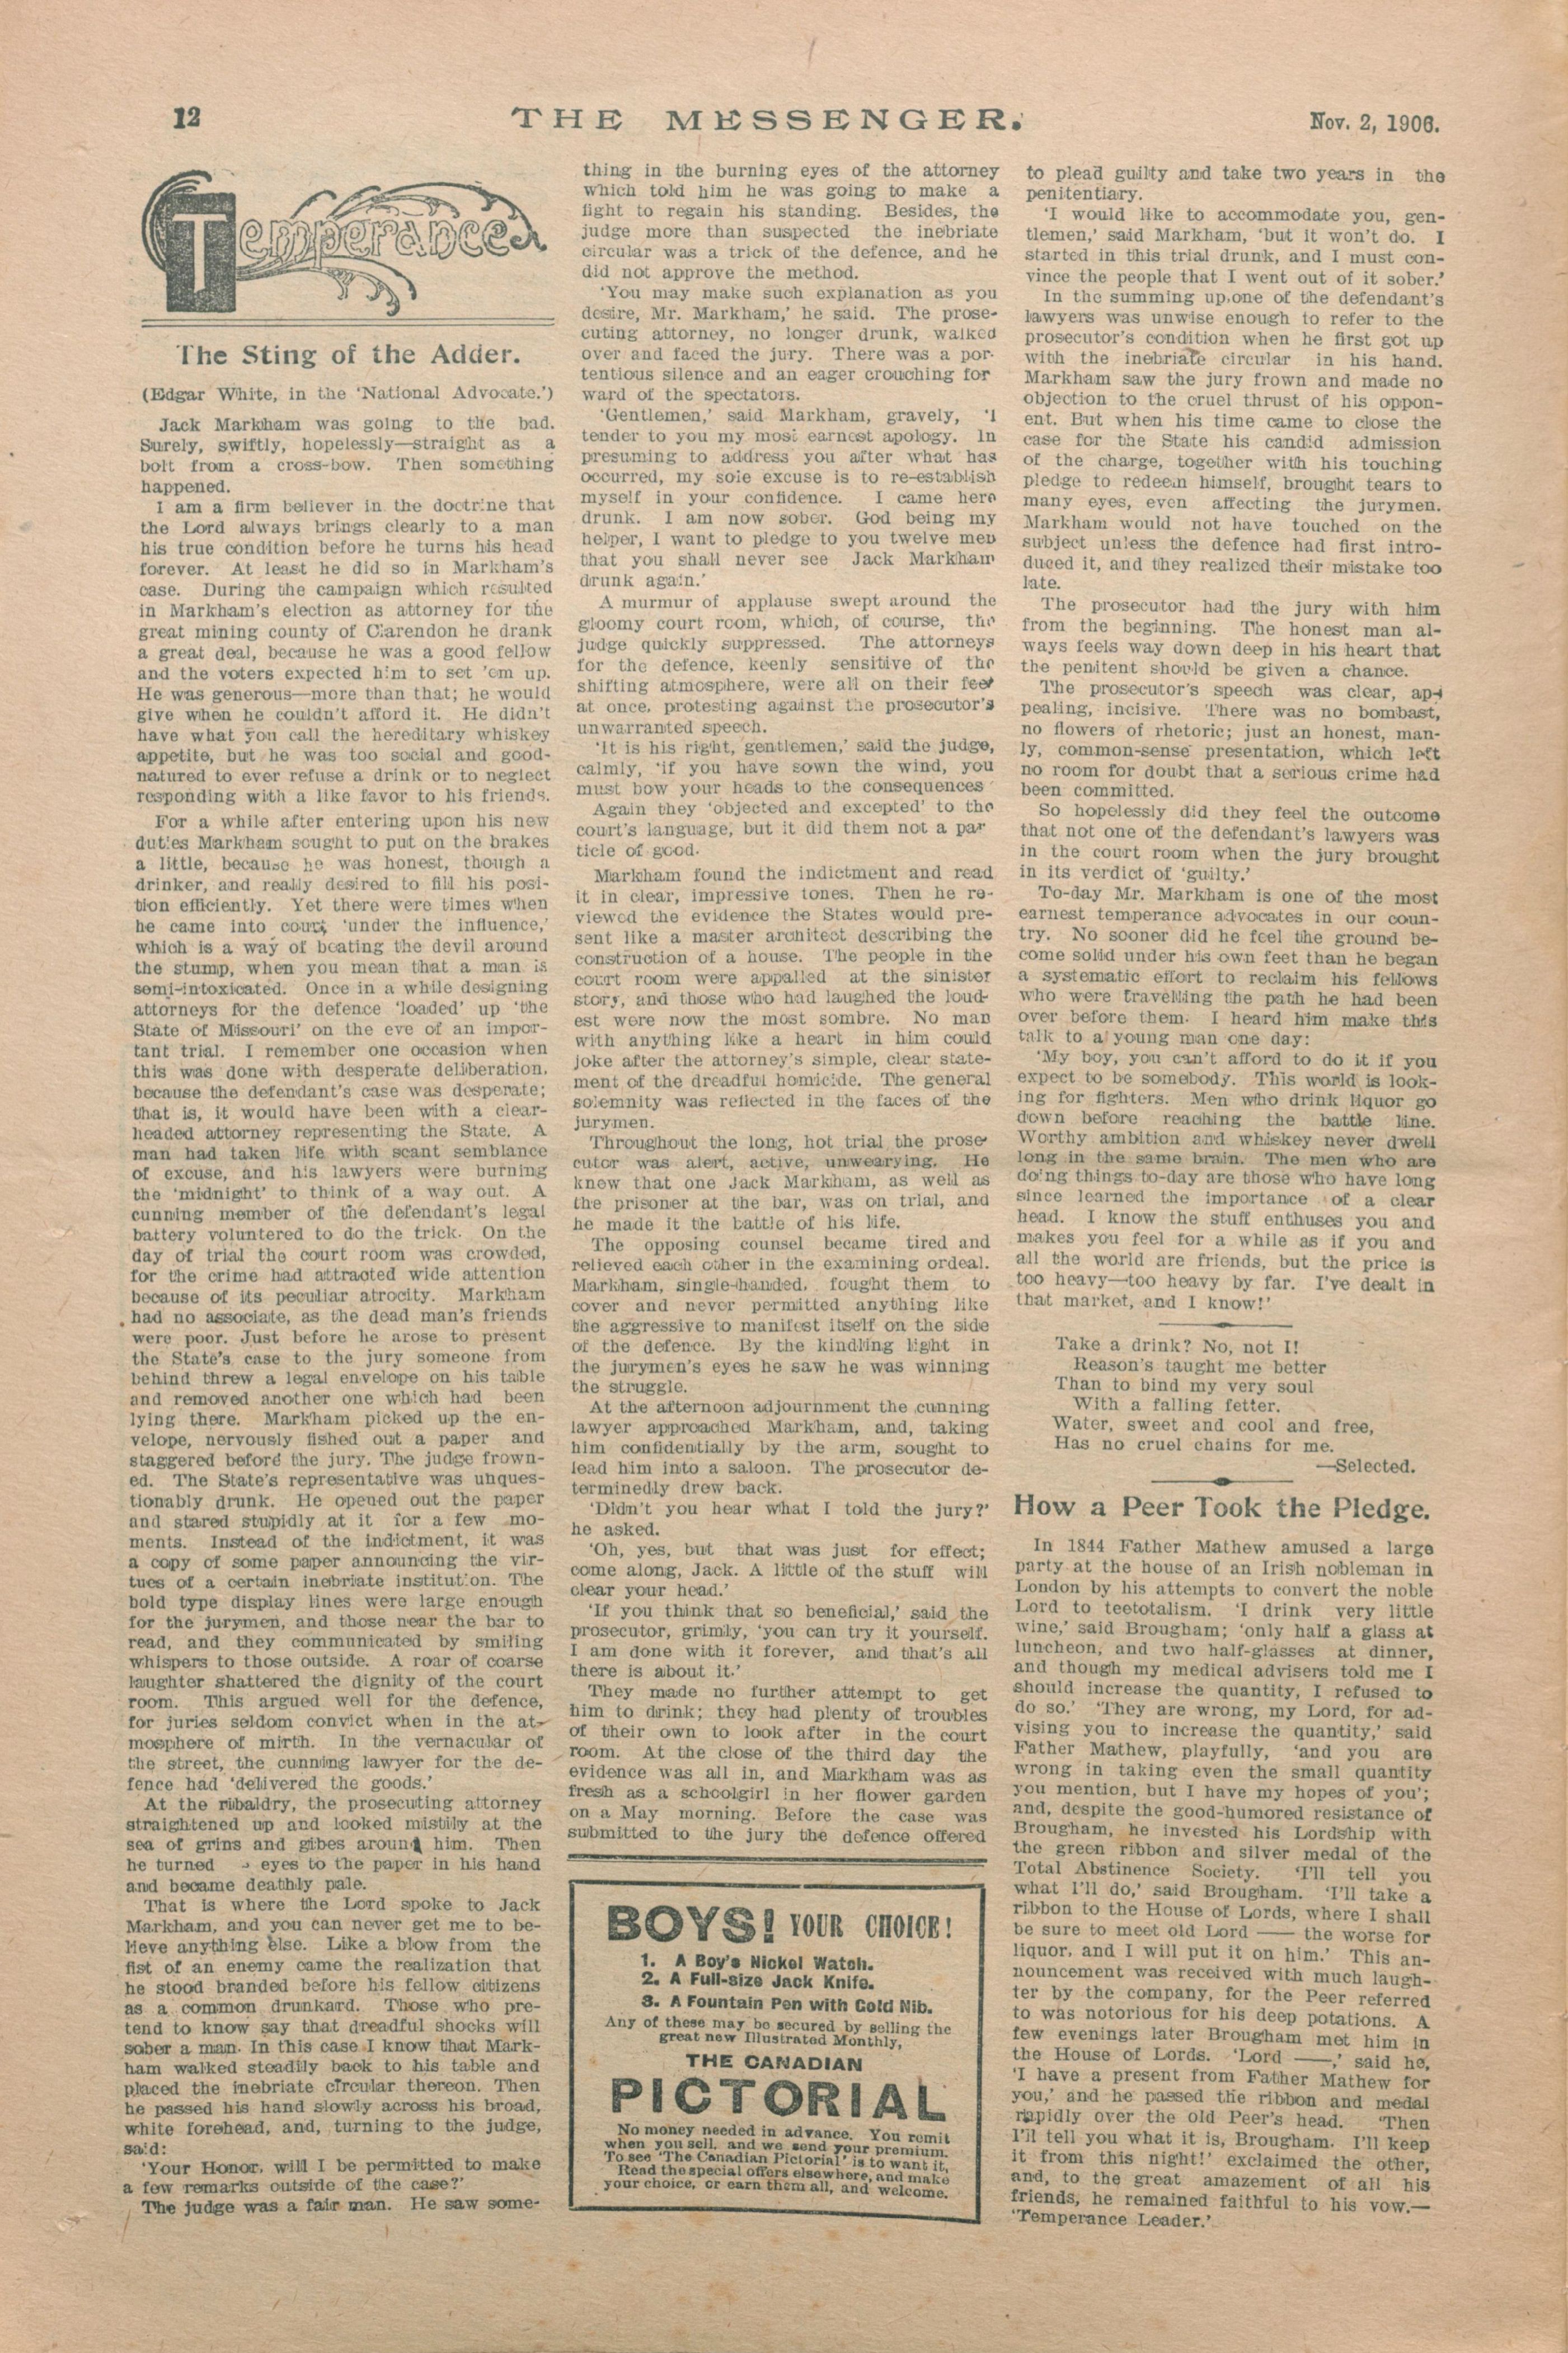 12
THE MESSENGER.
Nov. 2, 1906.
Temperance
The Sting of the Adder.
(Edgar White, in the 'National Advocate.')
Jack Markham was going to the bad.
Surely, swiftly, hopelessly—straight as a
bolt from a cross-bow. Then something
happened.
I am a firm believer in the doctrine that
the Lord always brings clearly to a man
his true condition before he turns his head
forever. At least he did so in Markham's
case. During the campaign which resulted
in Markham's election as attorney for the
great mining county of Clarendon he drank
a great deal, because he was a good fellow
and the voters expected him to set 'em up.
He was generous—more than that; he would
give when he couldn't afford it. He didn't
have what you call the hereditary whiskey
appetite, but he was too social and good-
natured to ever refuse a drink or to neglect
responding with a like favor to his friends.
For a while after entering upon his new
duties Markham sought to put on the brakes
a little, because he was honest, though a
drinker, and really desired to fill his posi-
tion efficiently. Yet there were times when
he came into court 'under the influence,'
which is a way of beating the devil around
the stump, when you mean that a man is
semi-intoxicated. Once in a while designing
attorneys for the defence 'loaded' up 'the
State of Missouri' on the eve of an impor-
tant trial. I remember one occasion when
this was done with desperate deliberation,
because the defendant's case was desperate;
that is, it would have been with a clear-
headed attorney representing the State. A
man had taken life with scant semblance
of excuse, and his lawyers were burning
the 'midnight' to think of a way out. A
cunning member of the defendant's legal
battery voluntered to do the trick. On the
day of trial the court room was crowded,
for the crime had attracted wide attention
because of its peculiar atrocity. Markham
had no associate, as the dead man's friends
were poor. Just before he arose to present
the State's case to the jury someone from
behind threw a legal envelope on his table
and removed another one which had been
lying there. Markham picked up the en-
velope, nervously fished out a paper and
staggered before the jury. The judge frown-
ed. The State's representative was unques-
tionably drunk. He opened out the paper
and stared stupidly at it for a few mo-
ments. Instead of the indictment, it was
a copy of some paper announcing the vir-
tues of a certain inebriate institution. The
bold type display lines were large enough
for the jurymen, and those near the bar to
read, and they communicated by smiling
whispers to those outside. A roar of coarse
laughter shattered the dignity of the court
room. This argued well for the defence,
for juries seldom convict when in the at-
mosphere of mirth. In the vernacular of
the street, the cunning lawyer for the de-
fence had 'delivered the goods.'
At the ribaldry, the prosecuting attorney
straightened up and looked mistily at the
sea of grins and gibes around him. Then
he turned eyes to the paper in his hand
and became deathly pale.
That is where the Lord spoke to Jack
Markham, and you can never get me to be-
lieve anything else. Like a blow from the
fist of an enemy came the realization that
he stood branded before his fellow citizens
as a common drunkard. Those who pre-
tend to know say that dreadful shocks will
sober a man. In this case I know that Mark-
ham walked steadily back to his table and
placed the inebriate circular thereon. Then
he passed his hand slowly across his broad,
white forehead, and, turning to the judge,
said:
'Your Honor, will I be permitted to make
a few remarks outside of the case?'
The judge was a fair man. He saw some-
thing in the burning eyes of the attorney
which told him he was going to make a
fight to regain his standing. Besides, the
judge more than suspected the inebriate
circular was a trick of the defence, and he
did not approve the method.
'You may make such explanation as you
desire, Mr. Markham,' he said. The prose-
cuting attorney, no longer drunk, walked
over and faced the jury. There was a por-
tentious silence and an eager crouching for
ward of the spectators.
'Gentlemen,' said Markham, gravely, 'I
tender to you my most earnest apology. In
presuming to address you after what has
occurred, my sole excuse is to re-establish
myself in your confidence. I came here
drunk. I am now sober. God being my
helper, I want to pledge to you twelve men
that you shall never see Jack Markham
drunk again.'
A murmur of applause swept around the
gloomy court room, which, of course, the
judge quickly suppressed. The attorneys
for the defence, keenly sensitive of the
shifting atmosphere, were all on their feet
at once, protesting against the prosecutor's
unwarranted speech.
'It is his right, gentlemen,' said the judge,
calmly, 'if you have sown the wind, you
must bow your heads to the consequences
Again they 'objected and excepted' to the
court's language, but it did them not a par
ticle of good.
Markham found the indictment and read
it in clear, impressive tones. Then he re-
viewed the evidence the States would pre-
sent like a master architect describing the
construction of a house. The people in the
court room were appalled at the sinister
story, and those who had laughed the loud-
est were now the most sombre. No man
with anything like a heart in him could
joke after the attorney's simple, clear state-
ment of the dreadful homicide. The general
solemnity was reflected in the faces of the
jurymen.
Throughout the long, hot trial the prose-
cutor was alert, active, unwearying. He
knew that one Jack Markham, as well as
the prisoner at the bar, was on trial, and
he made it the battle of his life.
The opposing counsel became tired and
relieved each other in the examining ordeal.
Markham, single-handed, fought them to
cover and never permitted anything like
the aggressive to manifest itself on the side
of the defence. By the kindling light in
the jurymen's eyes he saw he was winning
the struggle.
At the afternoon adjournment the cunning
lawyer approached Markham, and, taking
him confidentially by the arm, sought to
lead him into a saloon. The prosecutor de-
terminedly drew back.
'Didn't you hear what I told the jury?'
he asked.
'Oh, yes, but that was just for effect;
come along, Jack. A little of the stuff will
clear your head.'
'If you think that so beneficial,' said the
prosecutor, grimly, 'you can try it yourself.
I am done with it forever, and that's all
there is about it.'
They made no further attempt to get
him to drink; they had plenty of troubles
of their own to look after in the court
room. At the close of the third day the
evidence was all in, and Markham was as
fresh as a schoolgirl in her flower garden
on a May morning. Before the case was
submitted to the jury the defence offered
BOYS! YOUR CHOICE!
1. A Boy's Nickel Watch.
2. A Full-size Jack Knife.
3. A Fountain Pen with Gold Nib.
Any of these may be secured by selling the
great new Illustrated Monthly,
THE CANADIAN
PICTORIAL
No money needed in advance. You remit
when you sell, and we send your premium.
To see 'The Canadian Pictorial' is to want it,
Read the special offers elsewhere, and make
your choice, or earn them all, and welcome.
to plead guilty and take two years in the
penitentiary.
'I would like to accommodate you, gen-
tlemen,' said Markham, 'but it won't do. I
started in this trial drunk, and I must con-
vince the people that I went out of it sober.'
In the summing up,one of the defendant's
lawyers was unwise enough to refer to the
prosecutor's condition when he first got up
with the inebriate circular in his hand.
Markham saw the jury frown and made no
objection to the cruel thrust of his oppon-
ent. But when his time came to close the
case for the State his candid admission
of the charge, together with his touching
pledge to redeem himself, brought tears to
many eyes, even affecting the jurymen.
Markham would not have touched on the
subject unless the defence had first intro-
duced it, and they realized their mistake too
late.
The prosecutor had the jury with him
from the beginning. The honest man al-
ways feels way down deep in his heart that
the penitent should be given a chance.
The prosecutor's speech was clear, ap-
pealing, incisive. There was no bombast,
no flowers of rhetoric; just an honest, man-
ly, common-sense presentation, which left
no room for doubt that a serious crime had
been committed.
So hopelessly did they feel the outcome
that not one of the defendant's lawyers was
in the court room when the jury brought
in its verdict of 'guilty.'
To-day Mr. Markham is one of the most
earnest temperance advocates in our coun-
try. No sooner did he feel the ground be-
come solid under his own feet than he began
a systematic effort to reclaim his fellows
who were travelling the path he had been
over before them. I heard him make this
talk to a young man one day:
'My boy, you can't afford to do it if you
expect to be somebody. This world is look-
ing for fighters. Men who drink liquor go
down before reaching the battle line.
Worthy ambition and whiskey never dwell
long in the same brain. The men who are
doing things to-day are those who have long
since learned the importance of a clear
head. I know the stuff enthuses you and
makes you feel for a while as if you and
all the world are friends, but the price is
too heavy—too heavy by far. I've dealt in
that market, and I know!'
Take a drink? No, not I!
Reason's taught me better
Than to bind my very soul
With a falling fetter.
Water, sweet and cool and free,
Has no cruel chains for me.
—Selected.
How a Peer Took the Pledge.
In 1844 Father Mathew amused a large
party at the house of an Irish nobleman in
London by his attempts to convert the noble
Lord to teetotalism. 'I drink very little
wine,' said Brougham; 'only half a glass at
luncheon, and two half-glasses at dinner,
and though my medical advisers told me I
should increase the quantity, I refused to
do so.' 'They are wrong, my Lord, for ad-
vising you to increase the quantity,' said
Father Mathew, playfully, 'and you are
wrong in taking even the small quantity
you mention, but I have my hopes of you';
and, despite the good-humored resistance of
Brougham, he invested his Lordship with
the green ribbon and silver medal of the
Total Abstinence Society. 'I'll tell you
what I'll do,' said Brougham. 'I'll take a
ribbon to the House of Lords, where I shall
be sure to meet old Lord —— the worse for
liquor, and I will put it on him.' This an-
nouncement was received with much laugh-
ter by the company, for the Peer referred
to was notorious for his deep potations. A
few evenings later Brougham met him in
the House of Lords. 'Lord ——,' said he,
'I have a present from Father Mathew for
you,' and he passed the ribbon and medal
rapidly over the old Peer's head. 'Then
I'll tell you what it is, Brougham. I'll keep
it from this night!' exclaimed the other,
and, to the great amazement of all his
friends, he remained faithful to his vow.—
'Temperance Leader.'